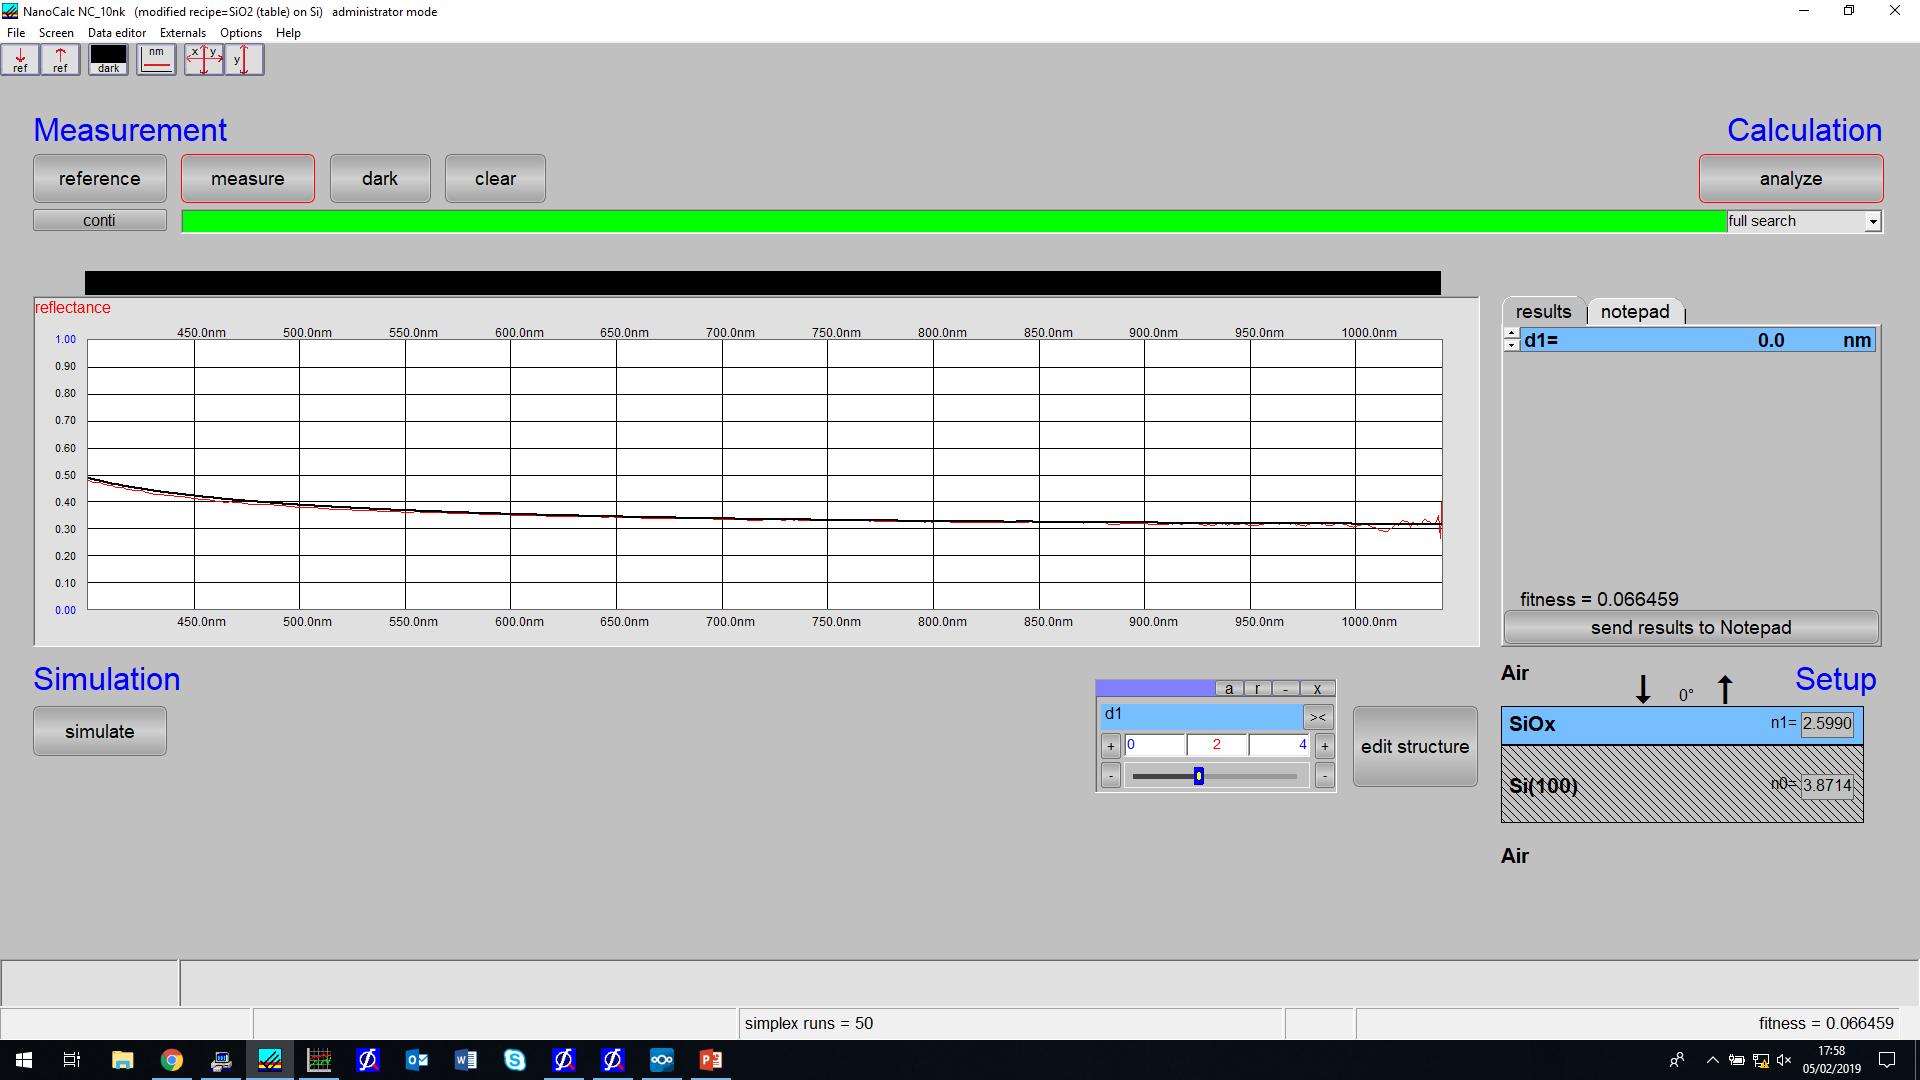 NanoCalc NC_10nk   (modified recipe=SiO2 (table) on Si)   administrator mode
File   Screen   Data editor   Externals   Options   Help
ref   ref   dark   nm   x y   y
Measurement
Calculation
reference   measure   dark   clear
analyze
conti
full search
reflectance
450.0nm   500.0nm   550.0nm   600.0nm   650.0nm   700.0nm   750.0nm   800.0nm   850.0nm   900.0nm   950.0nm   1000.0nm
1.00
0.90
0.80
0.70
0.60
0.50
0.40
0.30
0.20
0.10
0.00
450.0nm   500.0nm   550.0nm   600.0nm   650.0nm   700.0nm   750.0nm   800.0nm   850.0nm   900.0nm   950.0nm   1000.0nm
results   notepad
d1=   0.0   nm
fitness = 0.066459
send results to Notepad
Simulation
simulate
a   r   -   x
d1   ><
+   0   2   4   +
-   -
edit structure
Air   0°   Setup
SiOx   n1=   2.5990
Si(100)   n0=   3.8714
Air
simplex runs = 50
fitness = 0.066459
17:58
05/02/2019